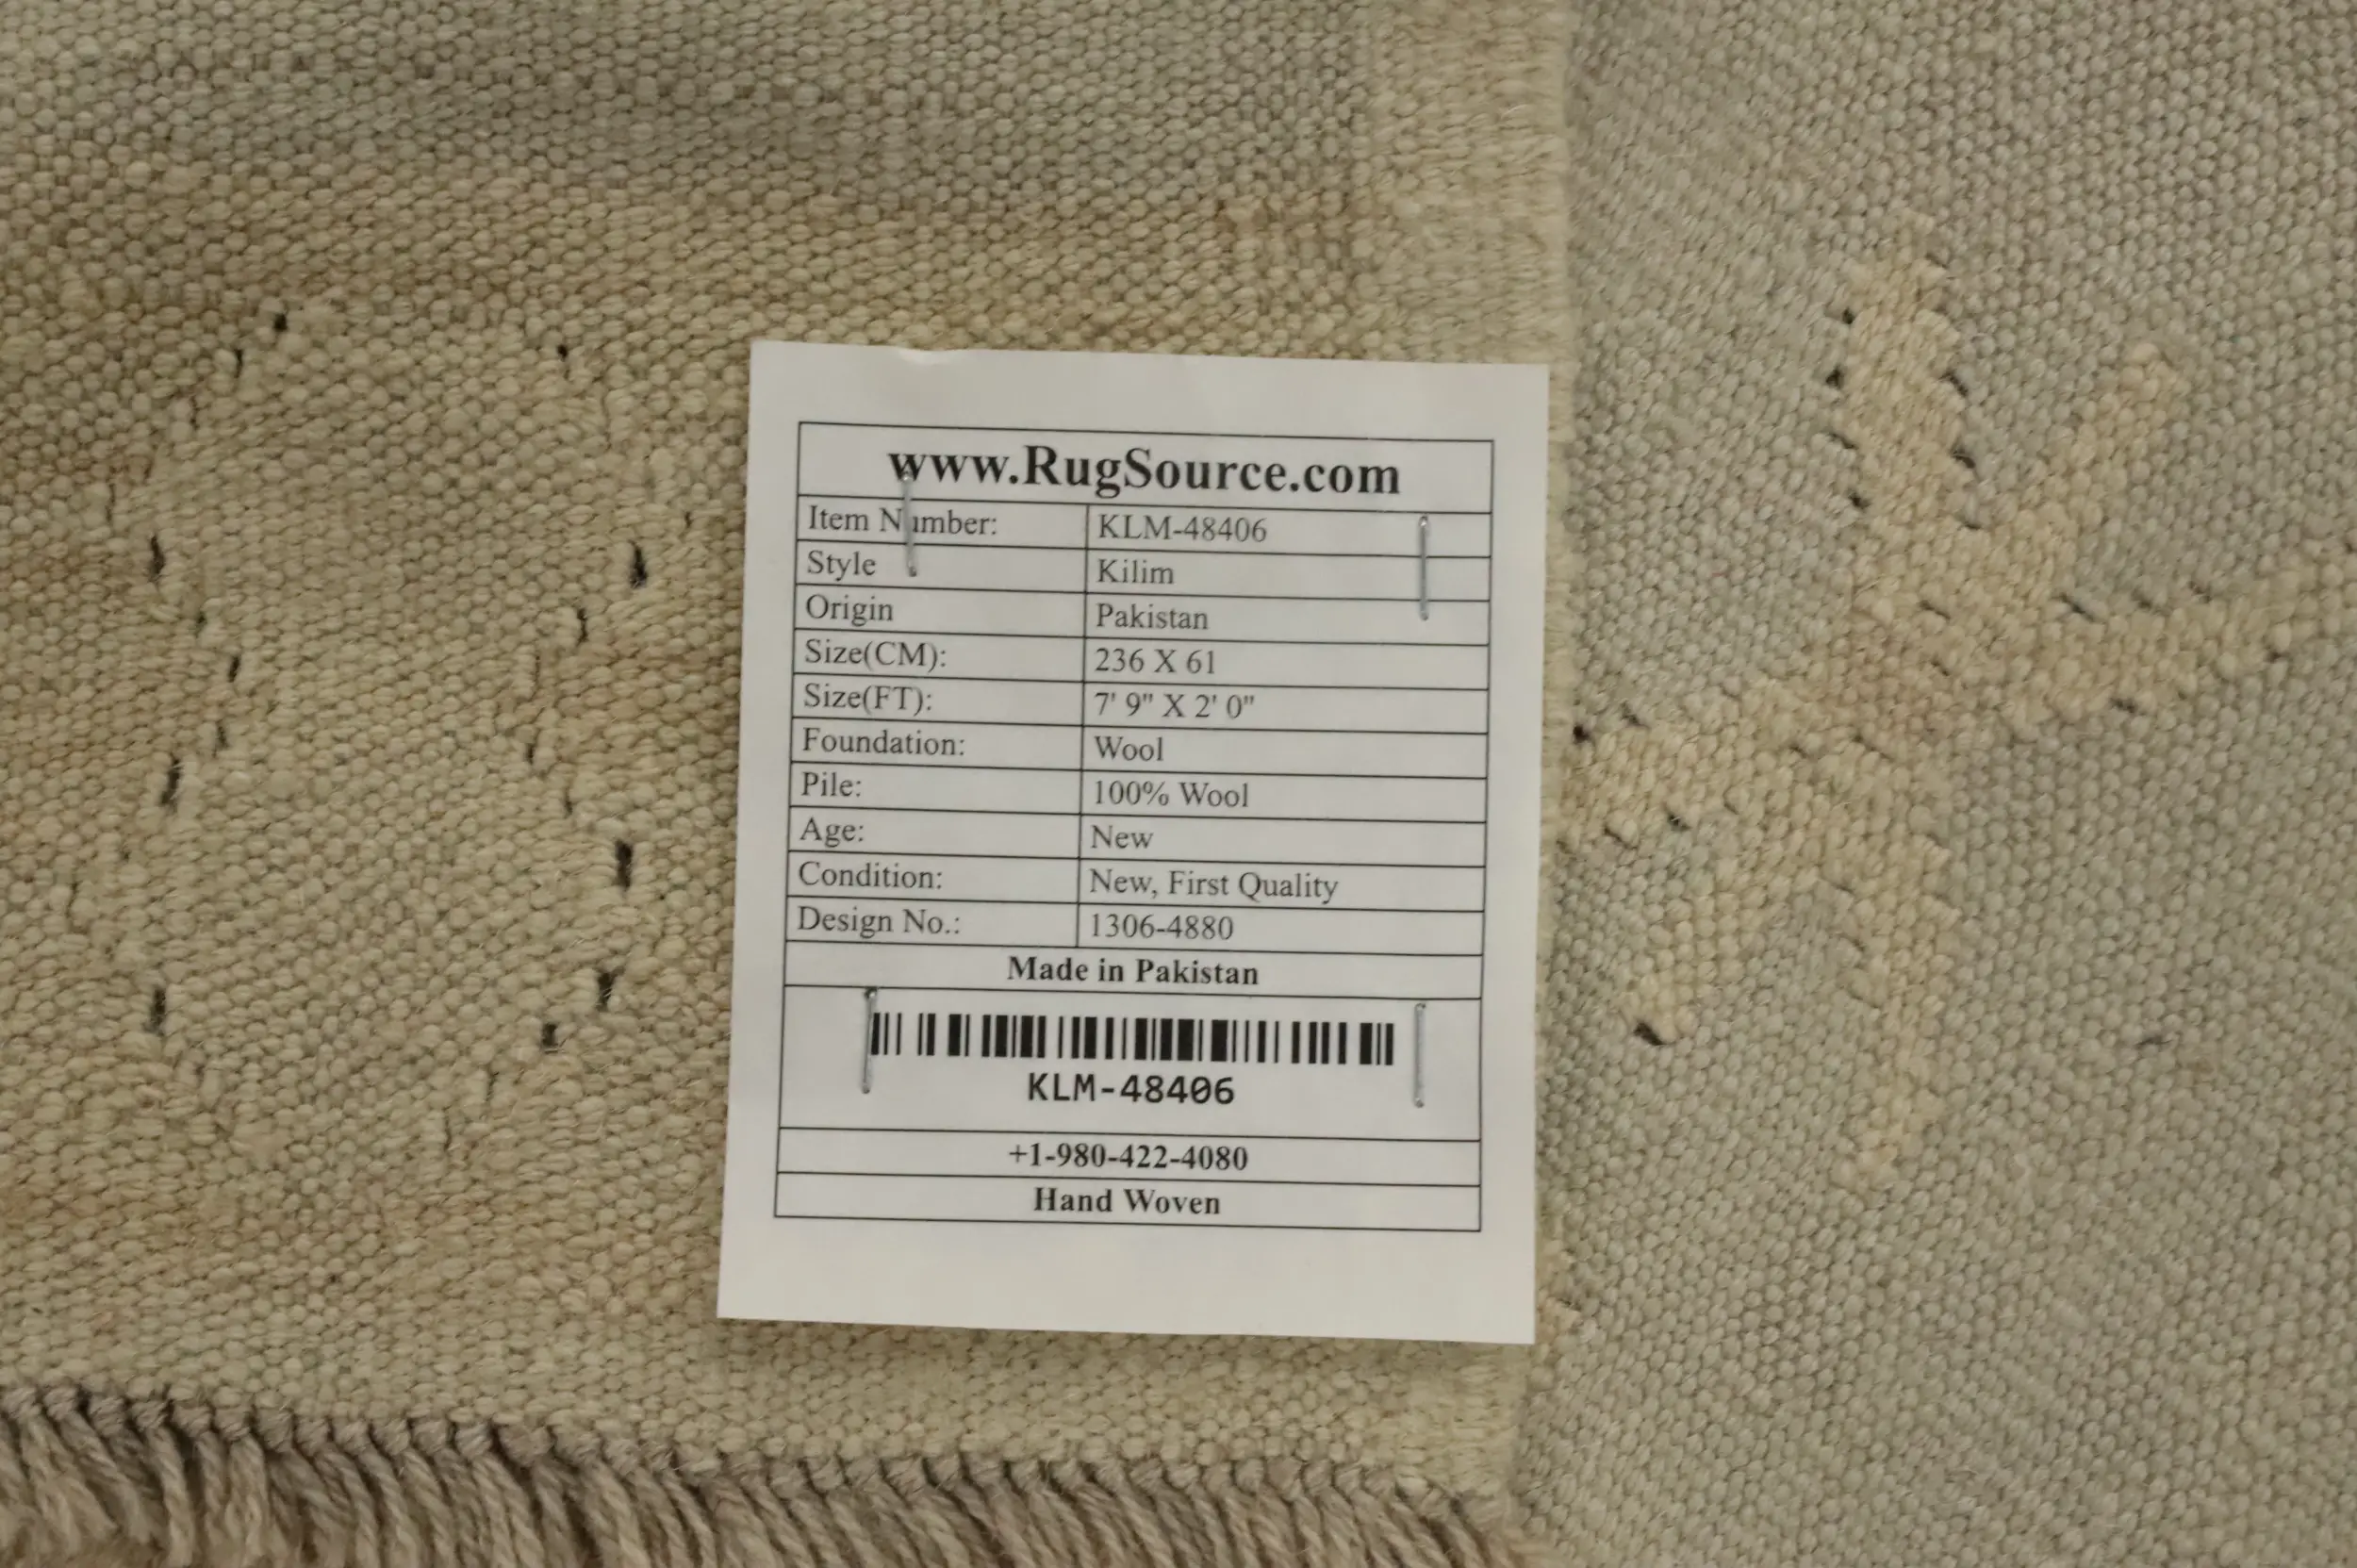 www.RugSource.com
Item Number: KLM-48406
Style Kilim
Origin Pakistan
Size(CM): 236 X 61
Size(FT): 7' 9" X 2' 0"
Foundation: Wool
Pile: 100% Wool
Age: New
Condition: New, First Quality
Design No.: 1306-4880
Made in Pakistan
KLM-48406
+1-980-422-4080
Hand Woven